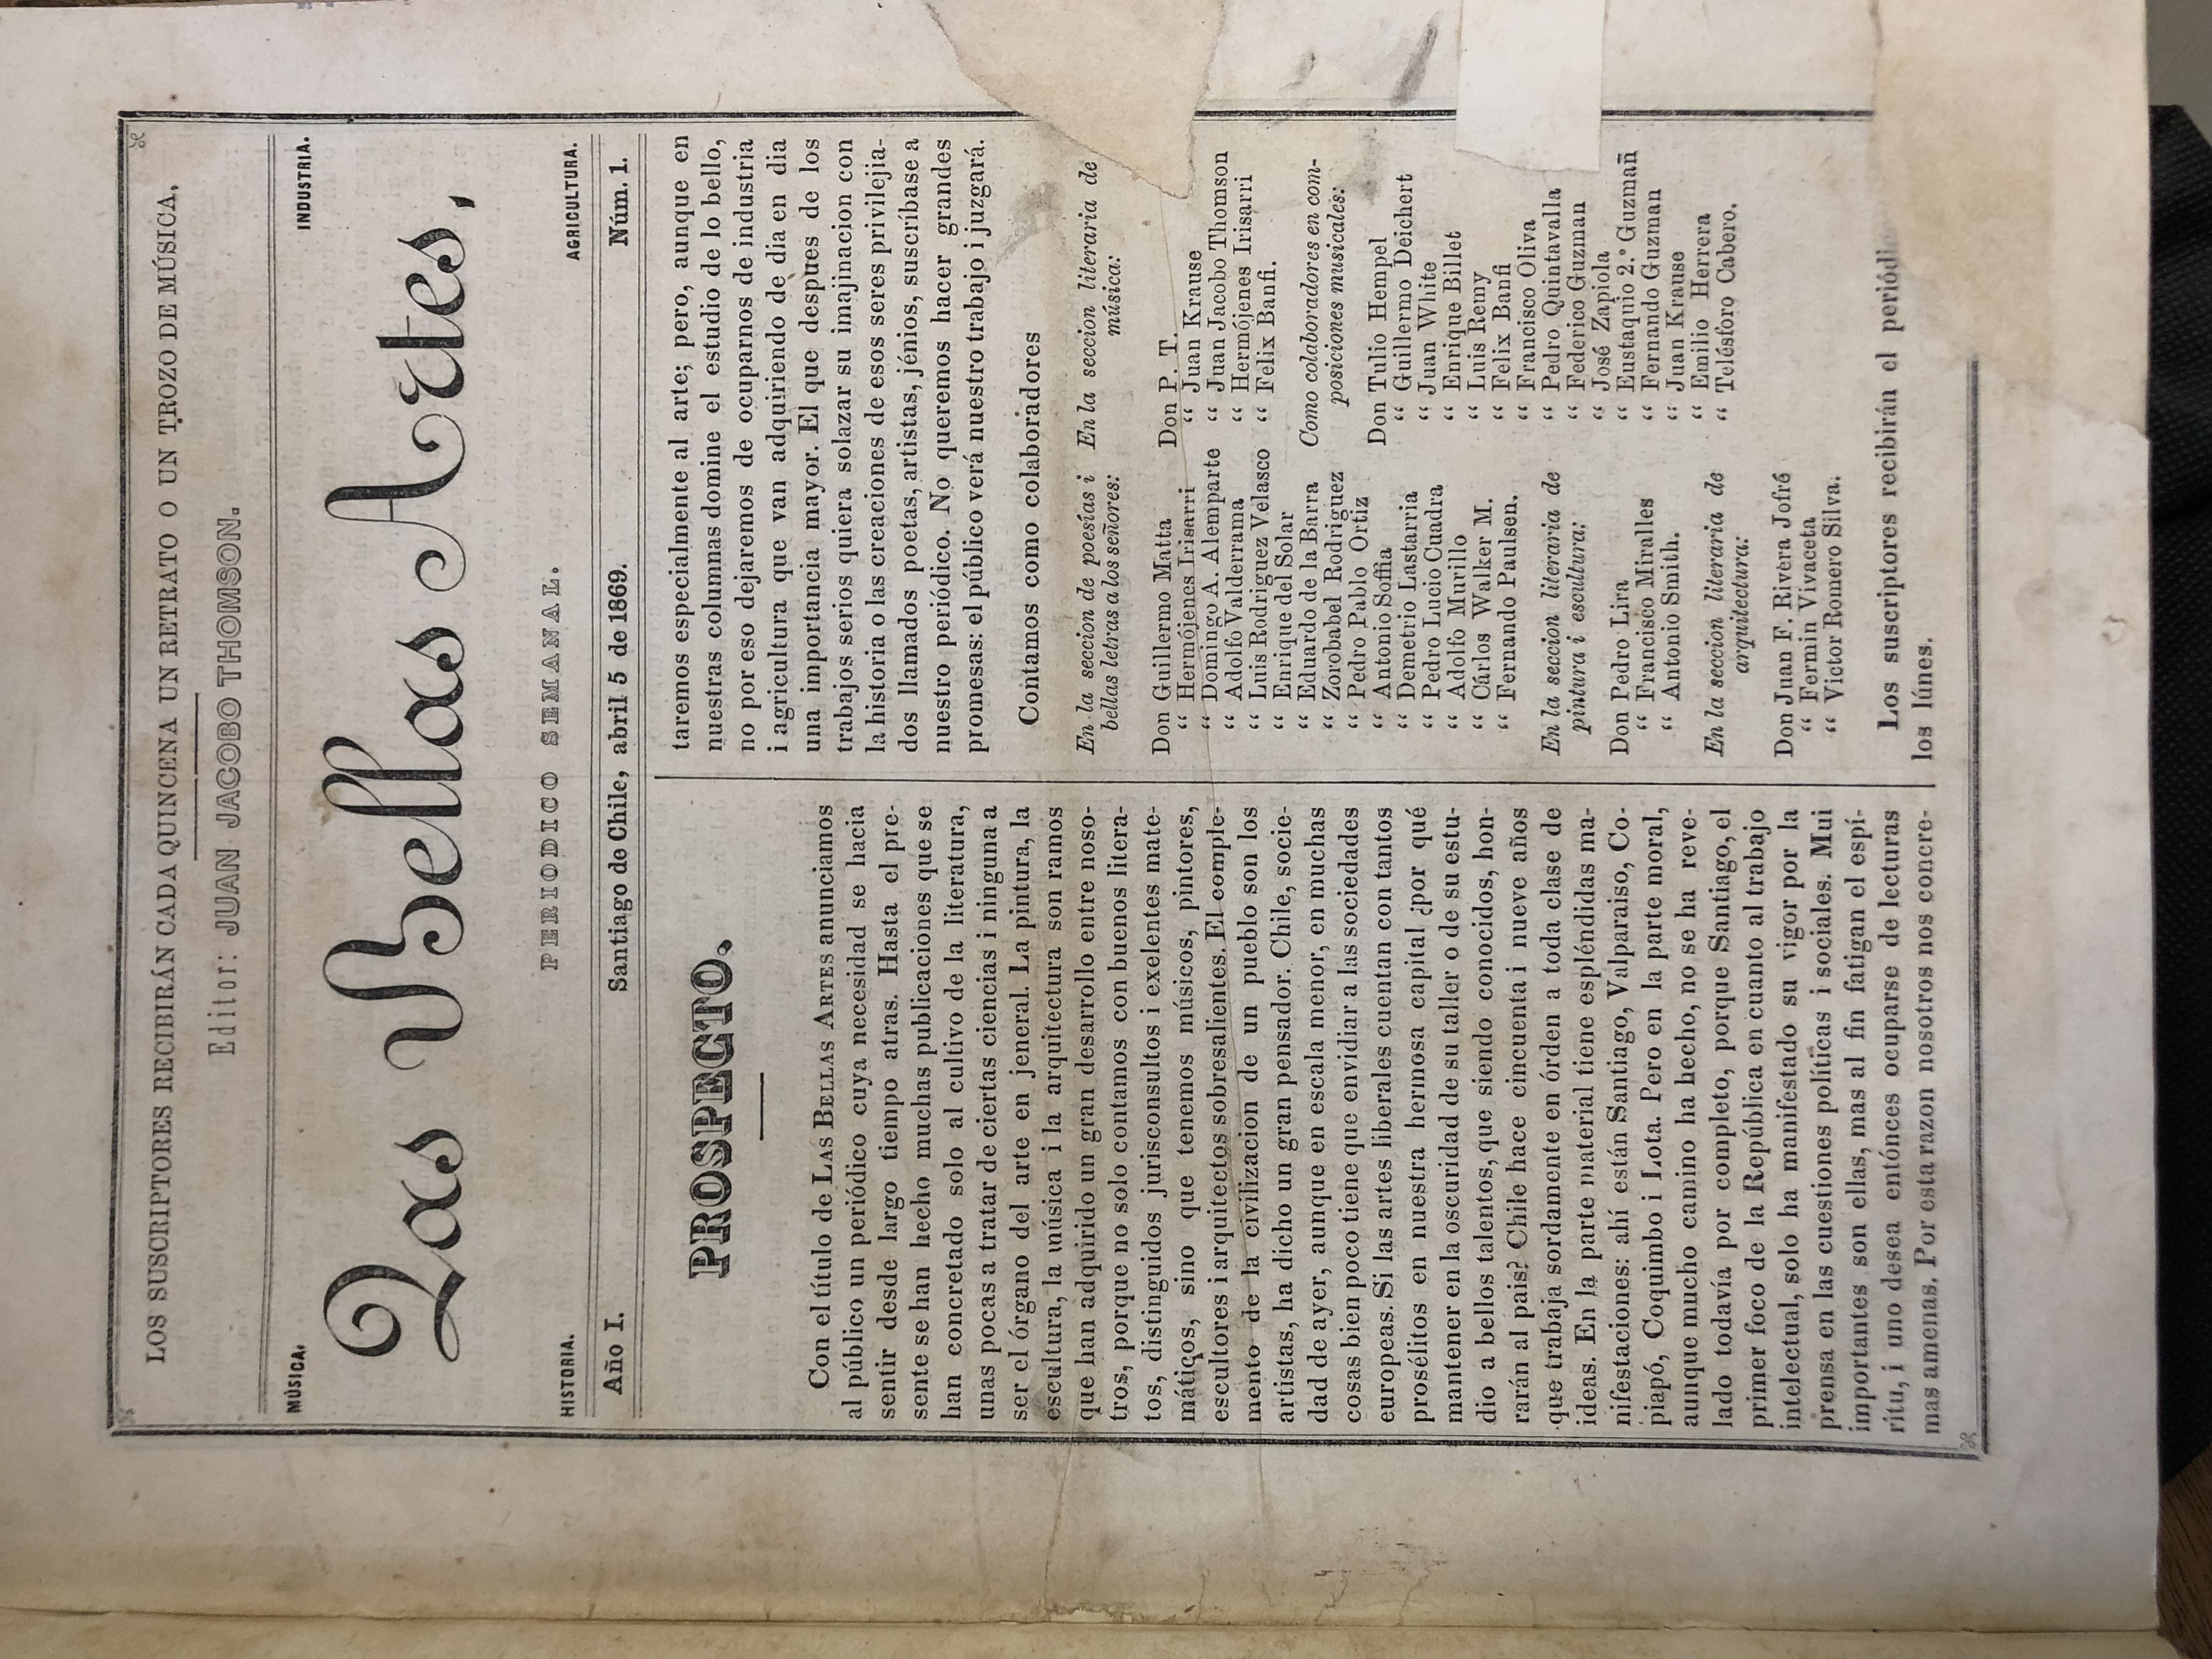 LOS SUSCRIPTORES RECIBIRÁN CADA QUINCENA UN RETRATO O UN TROZO DE MÚSICA,
Editor: JUAN JACOBO THOMSON.
MÚSICA.
INDUSTRIA.
Las Bellas Artes,
PERIODICO SEMANAL.
HISTORIA.
AGRICULTURA.
Año I.
Santiago de Chile, abril 5 de 1869.
Núm. 1.
PROSPECTO.
Con el título de LAS BELLAS ARTES anunciamos
al público un periódico cuya necesidad se hacia
sentir desde largo tiempo atras. Hasta el pre-
sente se han hecho muchas publicaciones que se
han concretado solo al cultivo de la literatura,
unas pocas a tratar de ciertas ciencias i ninguna a
ser el órgano del arte en jeneral. La pintura, la
escultura, la música i la arquitectura son ramos
que han adquirido un gran desarrollo entre noso-
tros, porque no solo contamos con buenos litera-
tos, distinguidos jurisconsultos i exelentes mate-
máticos, sino que tenemos músicos, pintores,
escultores i arquitectos sobresalientes. El comple-
mento de la civilizacion de un pueblo son los
artistas, ha dicho un gran pensador. Chile, socie-
dad de ayer, aunque en escala menor, en muchas
cosas bien poco tiene que envidiar a las sociedades
europeas. Si las artes liberales cuentan con tantos
prosélitos en nuestra hermosa capital ¿por qué
mantener en la oscuridad de su taller o de su estu-
dio a bellos talentos, que siendo conocidos, hon-
rarán al pais? Chile hace cincuenta i nueve años
que trabaja sordamente en órden a toda clase de
ideas. En la parte material tiene espléndidas ma-
nifestaciones: ahí están Santiago, Valparaiso, Co-
piapó, Coquimbo i Lota. Pero en la parte moral,
aunque mucho camino ha hecho, no se ha reve-
lado todavía por completo, porque Santiago, el
primer foco de la República en cuanto al trabajo
intelectual, solo ha manifestado su vigor por la
prensa en las cuestiones políticas i sociales. Mui
importantes son ellas, mas al fin fatigan el espí-
ritu, i uno desea entónces ocuparse de lecturas
mas amenas. Por esta razon nosotros nos concre-
taremos especialmente al arte; pero, aunque en
nuestras columnas domine el estudio de lo bello,
no por eso dejaremos de ocuparnos de industria
i agricultura que van adquiriendo de dia en dia
una importancia mayor. El que despues de los
trabajos serios quiera solazar su imajinacion con
la historia o las creaciones de esos seres privilejia-
dos llamados poetas, artistas, jénios, suscríbase a
nuestro periódico. No queremos hacer grandes
promesas: el público verá nuestro trabajo i juzgará.
Contamos como colaboradores
En la seccion de poesías i
bellas letras a los señores:
Don Guillermo Matta
“ Hermójenes Irisarri
“ Domingo A. Alemparte
“ Adolfo Valderrama
“ Luis Rodriguez Velasco
“ Enrique del Solar
“ Eduardo de la Barra
“ Zorobabel Rodriguez
“ Pedro Pablo Ortiz
“ Antonio Soffia
“ Demetrio Lastarria
“ Pedro Lucio Cuadra
“ Adolfo Murillo
“ Cárlos Walker M.
“ Fernando Paulsen.
En la seccion literaria de
pintura i escultura:
Don Pedro Lira
“ Francisco Miralles
“ Antonio Smith.
En la seccion literaria de
arquitectura:
Don Juan F. Rivera Jofré
“ Fermin Vivaceta
“ Victor Romero Silva.
En la seccion literaria de
música:
Don P. T.
“ Juan Krause
“ Juan Jacobo Thomson
“ Hermójenes Irisarri
“ Felix Banfi.
Como colaboradores en com-
posiciones musicales:
Don Tulio Hempel
“ Guillermo Deichert
“ Juan White
“ Enrique Billet
“ Luis Remy
“ Felix Banfi
“ Francisco Oliva
“ Pedro Quintavalla
“ Federico Guzman
“ José Zapiola
“ Eustaquio 2.º Guzmañ
“ Fernando Guzman
“ Juan Krause
“ Emilio Herrera
“ Telésforo Cabero.
Los suscriptores recibirán el
los lúnes.